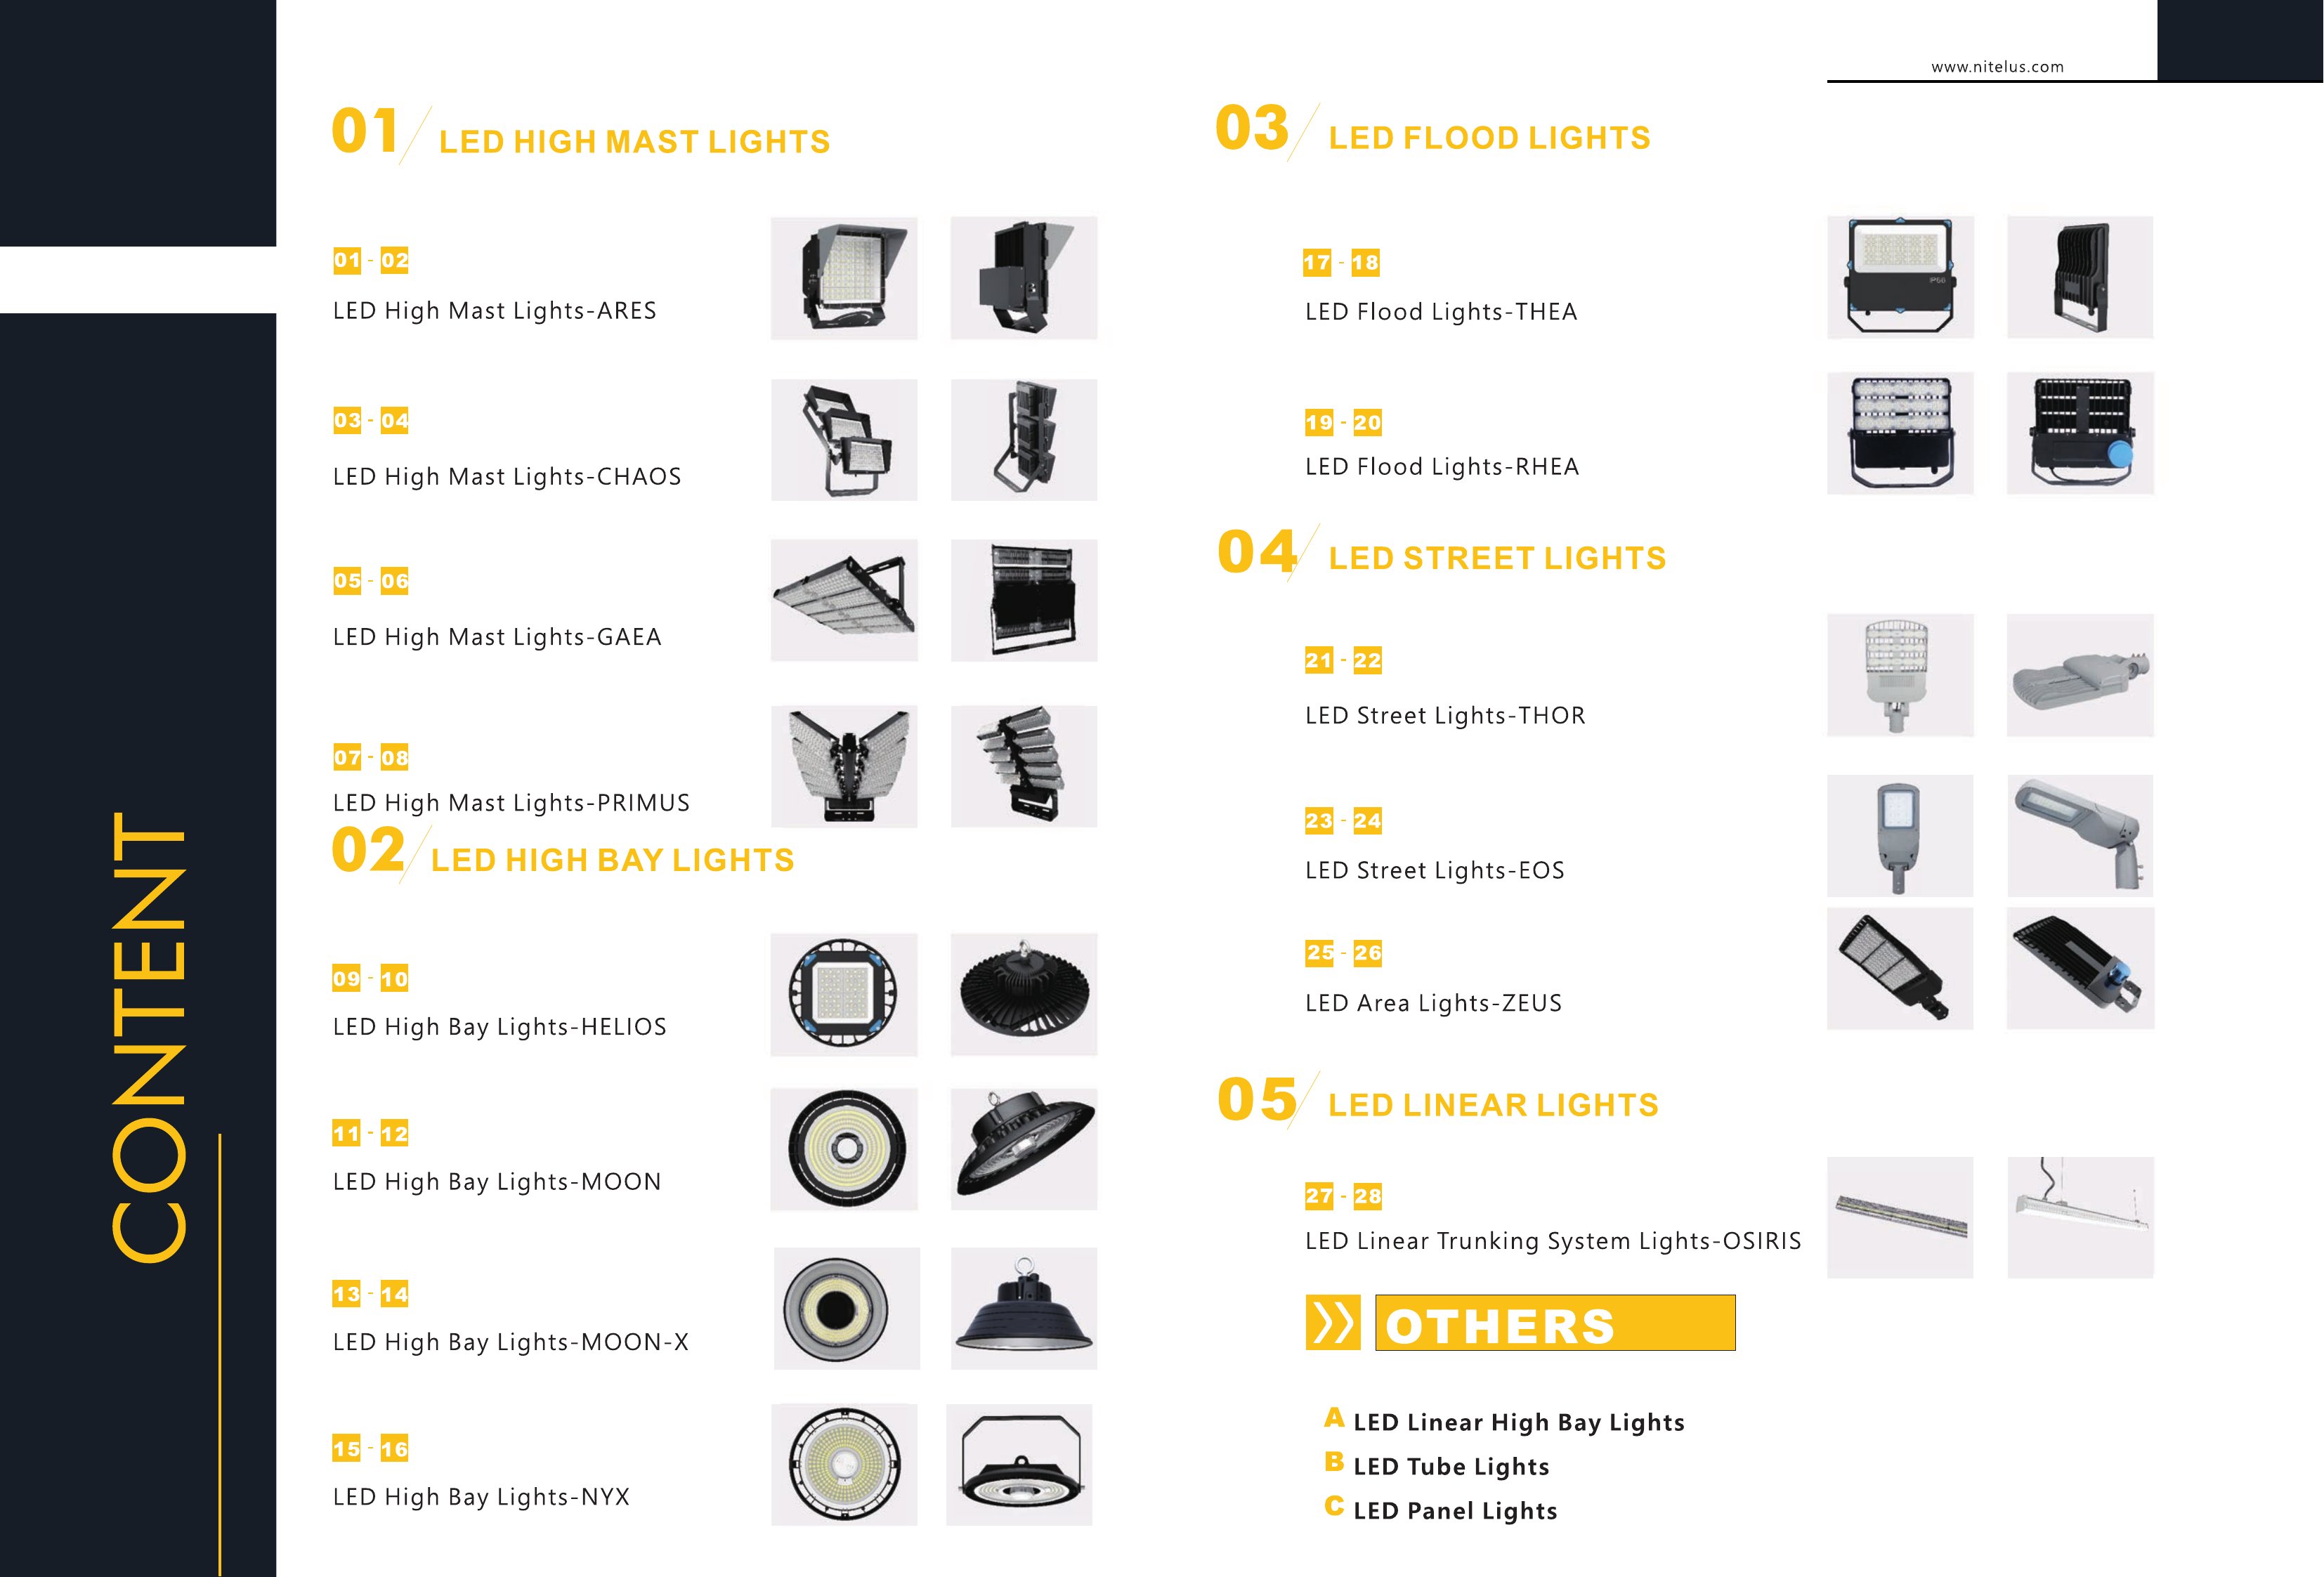 www.nitelus.com
CONTENT
01 LED HIGH MAST LIGHTS
01 - 02
LED High Mast Lights-ARES
03 - 04
LED High Mast Lights-CHAOS
05 - 06
LED High Mast Lights-GAEA
07 - 08
LED High Mast Lights-PRIMUS
02 LED HIGH BAY LIGHTS
09 - 10
LED High Bay Lights-HELIOS
11 - 12
LED High Bay Lights-MOON
13 - 14
LED High Bay Lights-MOON-X
15 - 16
LED High Bay Lights-NYX
03 LED FLOOD LIGHTS
17 - 18
LED Flood Lights-THEA
IP66
19 - 20
LED Flood Lights-RHEA
04 LED STREET LIGHTS
21 - 22
LED Street Lights-THOR
23 - 24
LED Street Lights-EOS
25 - 26
LED Area Lights-ZEUS
05 LED LINEAR LIGHTS
27 - 28
LED Linear Trunking System Lights-OSIRIS
OTHERS
A LED Linear High Bay Lights
B LED Tube Lights
C LED Panel Lights